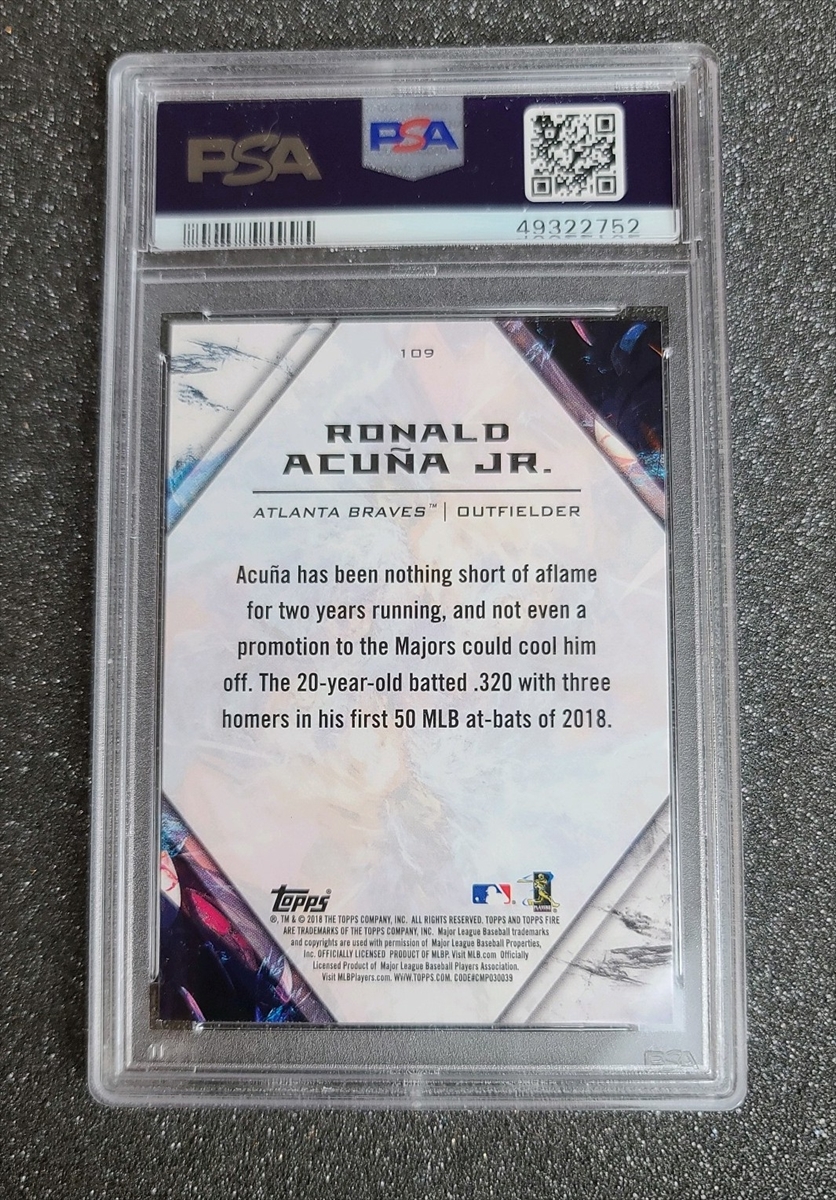 PSA
PSA
49322752
109
RONALD
ACUÑA JR.
ATLANTA BRAVES™ | OUTFIELDER
Acuña has been nothing short of aflame
for two years running, and not even a
promotion to the Majors could cool him
off. The 20-year-old batted .320 with three
homers in his first 50 MLB at-bats of 2018.
Topps®
®, TM & © 2018 THE TOPPS COMPANY, INC. ALL RIGHTS RESERVED. TOPPS AND TOPPS FIRE
ARE TRADEMARKS OF THE TOPPS COMPANY, INC. Major League Baseball trademarks
and copyrights are used with permission of Major League Baseball Properties,
Inc. OFFICIALLY LICENSED PRODUCT OF MLBP. Visit MLB.com Officially
Licensed Product of Major League Baseball Players Association.
Visit MLBPlayers.com. WWW.TOPPS.COM. CODE#CMP030039
PSA